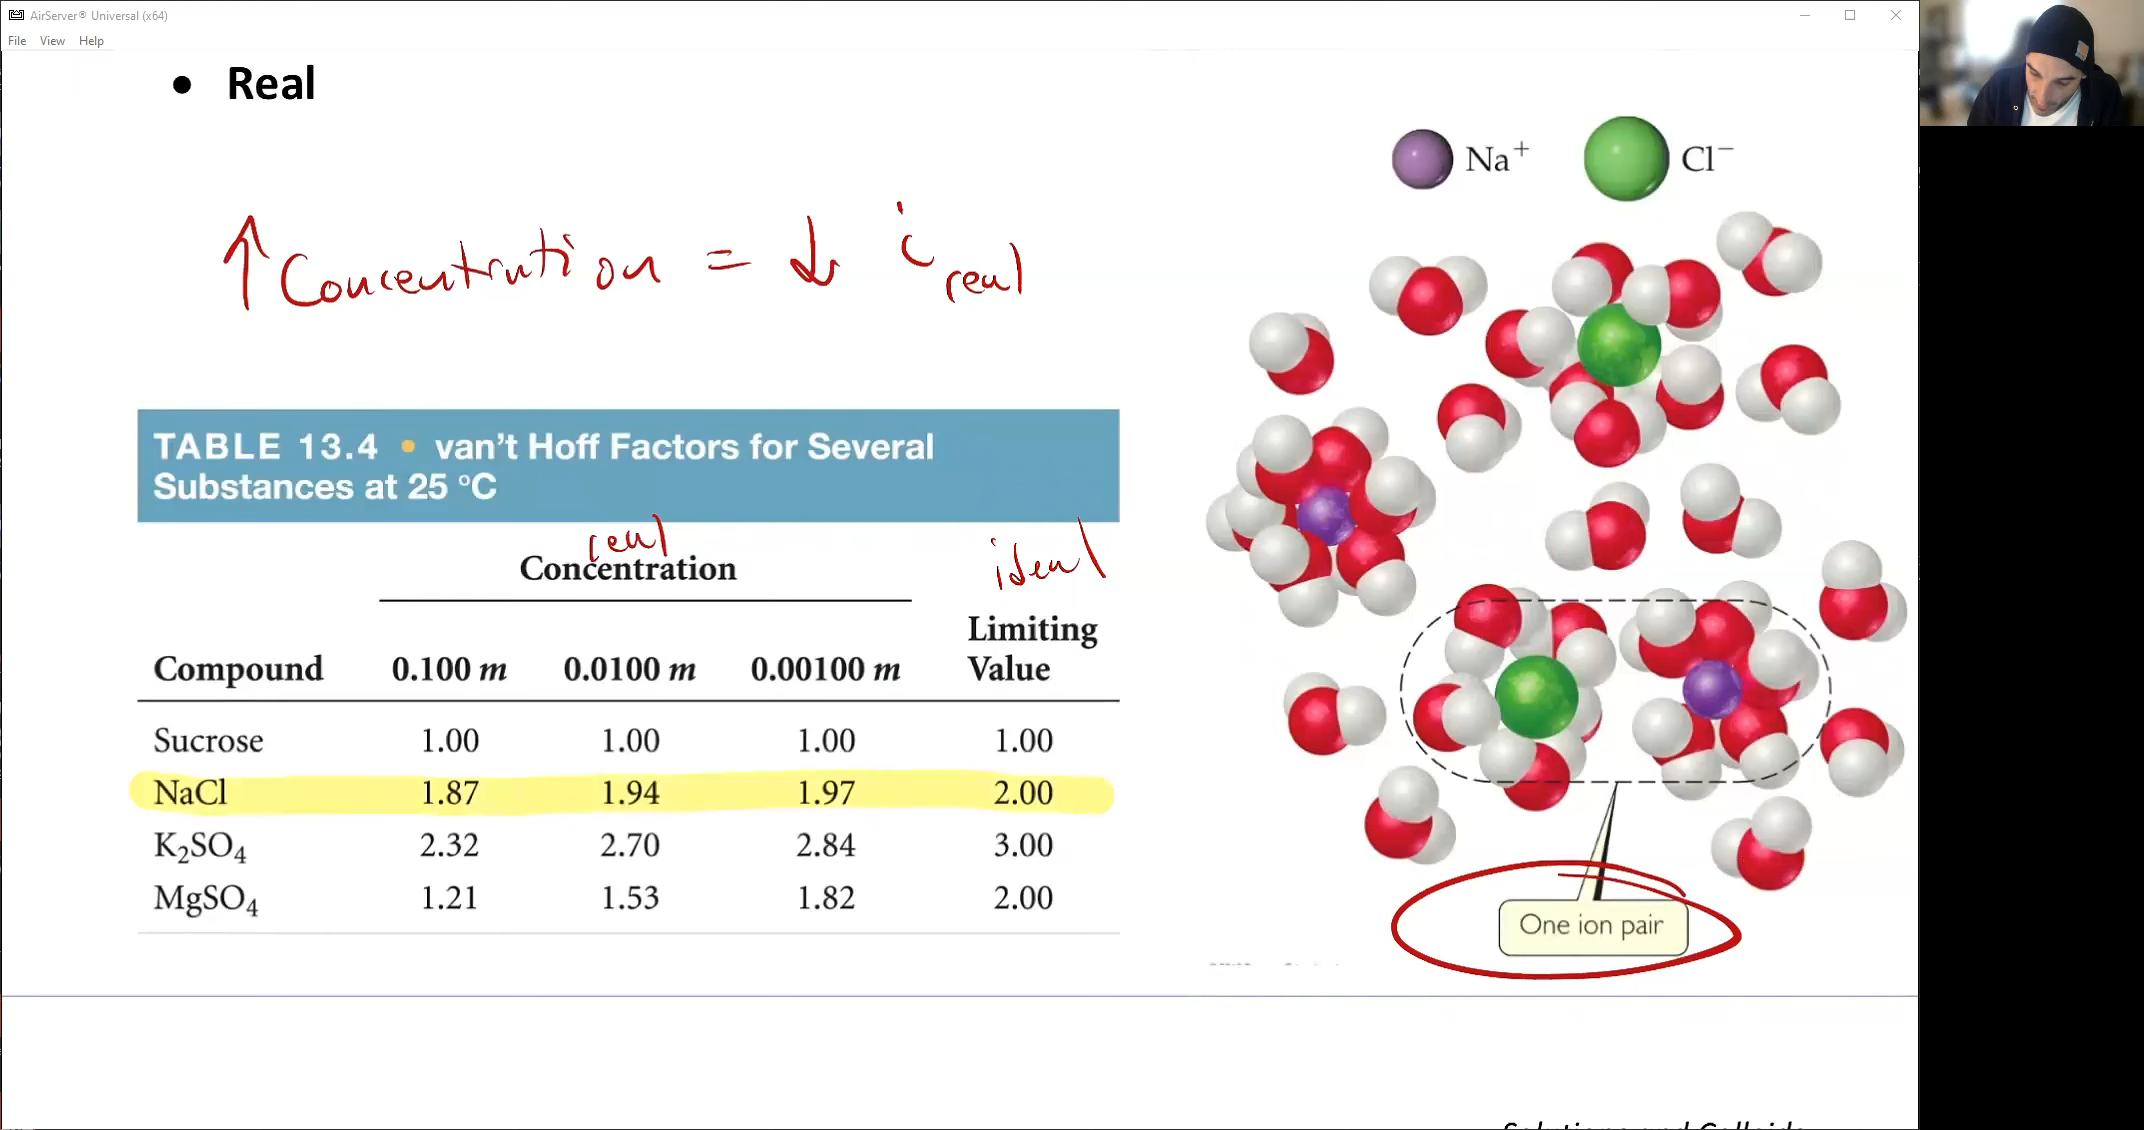 AirServer® Universal (x64)
File View Help
• Real
Na⁺ Cl⁻
↑ Concentration = ↓ i real
TABLE 13.4 • van't Hoff Factors for Several
Substances at 25 °C
real
ideal
Concentration
Limiting
Compound 0.100 m 0.0100 m 0.00100 m Value
Sucrose 1.00 1.00 1.00 1.00
NaCl 1.87 1.94 1.97 2.00
K₂SO₄ 2.32 2.70 2.84 3.00
MgSO₄ 1.21 1.53 1.82 2.00
One ion pair
Solutions and Colloids